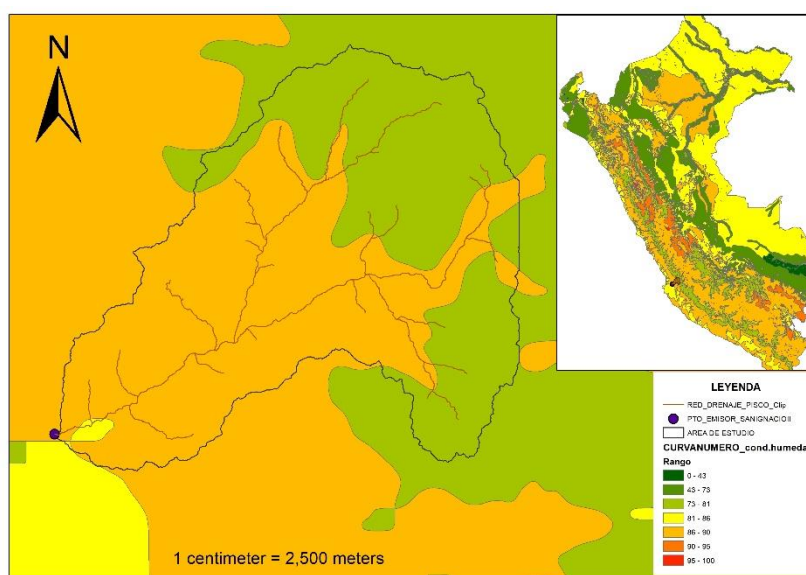 N
1 centimeter = 2,500 meters
LEYENDA
RED_DRENAJE_PISCO_Clip
PTO_EMISOR_SANIGNACIOII
AREA DE ESTUDIO
CURVANUMERO_cond.humeda
Rango
0 - 43
43 - 73
73 - 81
81 - 86
86 - 90
90 - 95
95 - 100